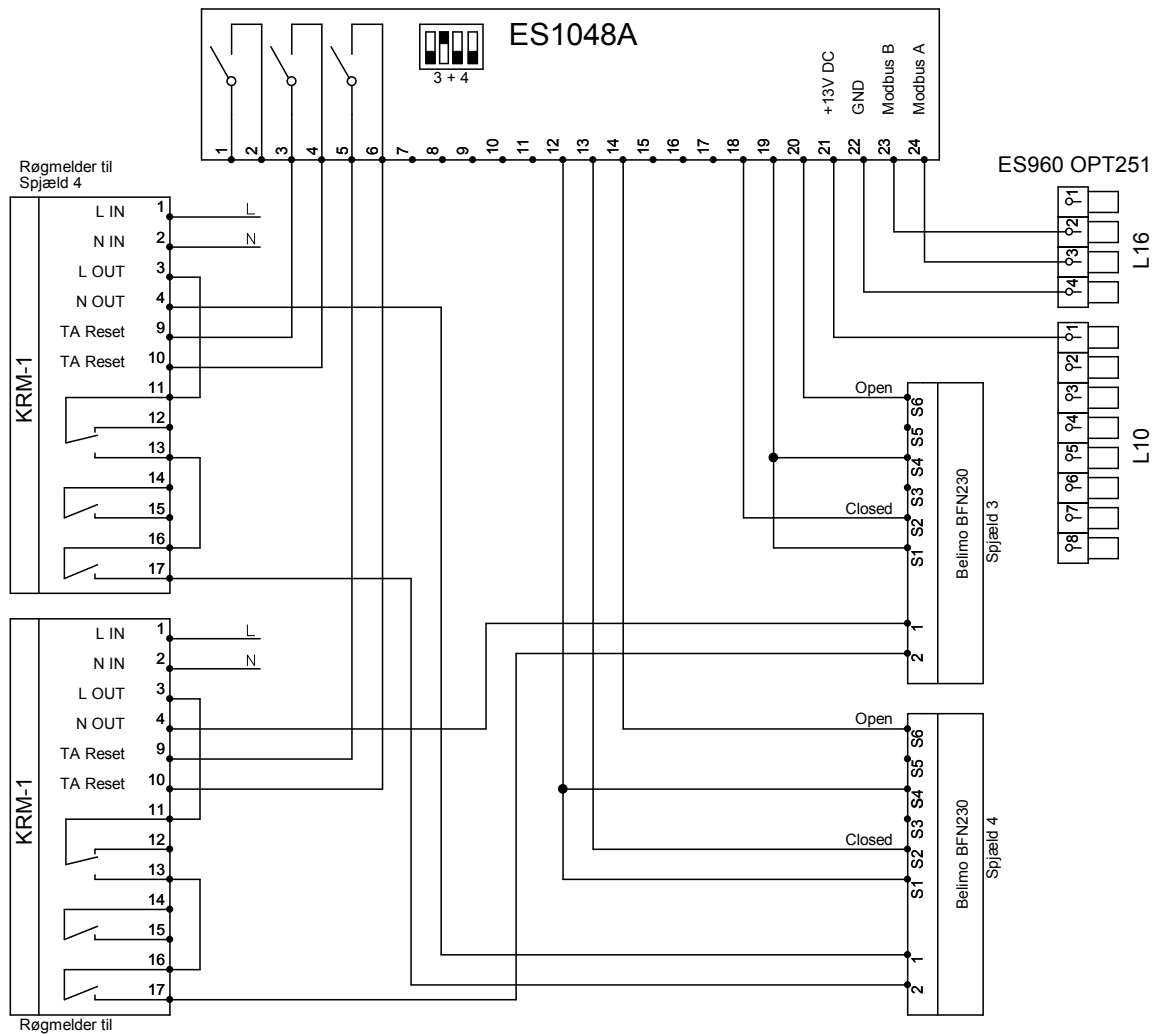 ES1048A
3 + 4
+13V DC
GND
Modbus B
Modbus A
1 2 3 4 5 6 7 8 9 10 11 12 13 14 15 16 17 18 19 20 21 22 23 24
Røgmelder til
Spjæld 4
KRM-1
L IN 1 L
N IN 2 N
L OUT 3
N OUT 4
TA Reset 9
TA Reset 10
11
12
13
14
15
16
17
KRM-1
L IN 1 L
N IN 2 N
L OUT 3
N OUT 4
TA Reset 9
TA Reset 10
11
12
13
14
15
16
17
Røgmelder til
ES960 OPT251
1
2
3
4
L16
1
2
3
4
5
6
7
8
L10
Open
Closed
S6
S5
S4
S3
S2
S1
1
2
Belimo BFN230
Spjæld 3
Open
Closed
S6
S5
S4
S3
S2
S1
1
2
Belimo BFN230
Spjæld 4